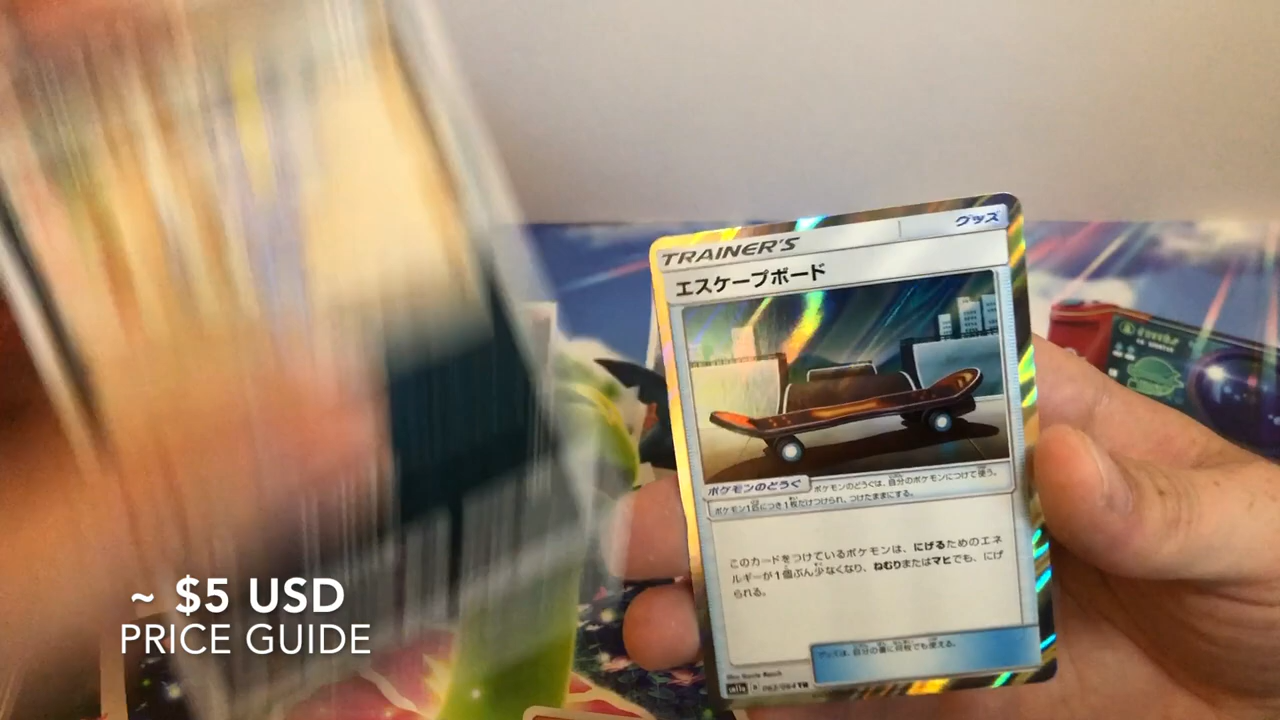 グッズ
TRAINER'S
エスケープボード
ポケモンのどうぐ ポケモンのどうぐは、自分のポケモンにつけて使う。
ポケモン1匹につき1枚だけつけられ、つけたままにする。
このカードをつけているポケモンは、にげるためのエネ
ルギーが1個ぶん少なくなり、ねむりまたはマヒでも、にげ
られる。
グッズは、自分の番に何枚でも使える。
063/064 TR
~ $5 USD
PRICE GUIDE